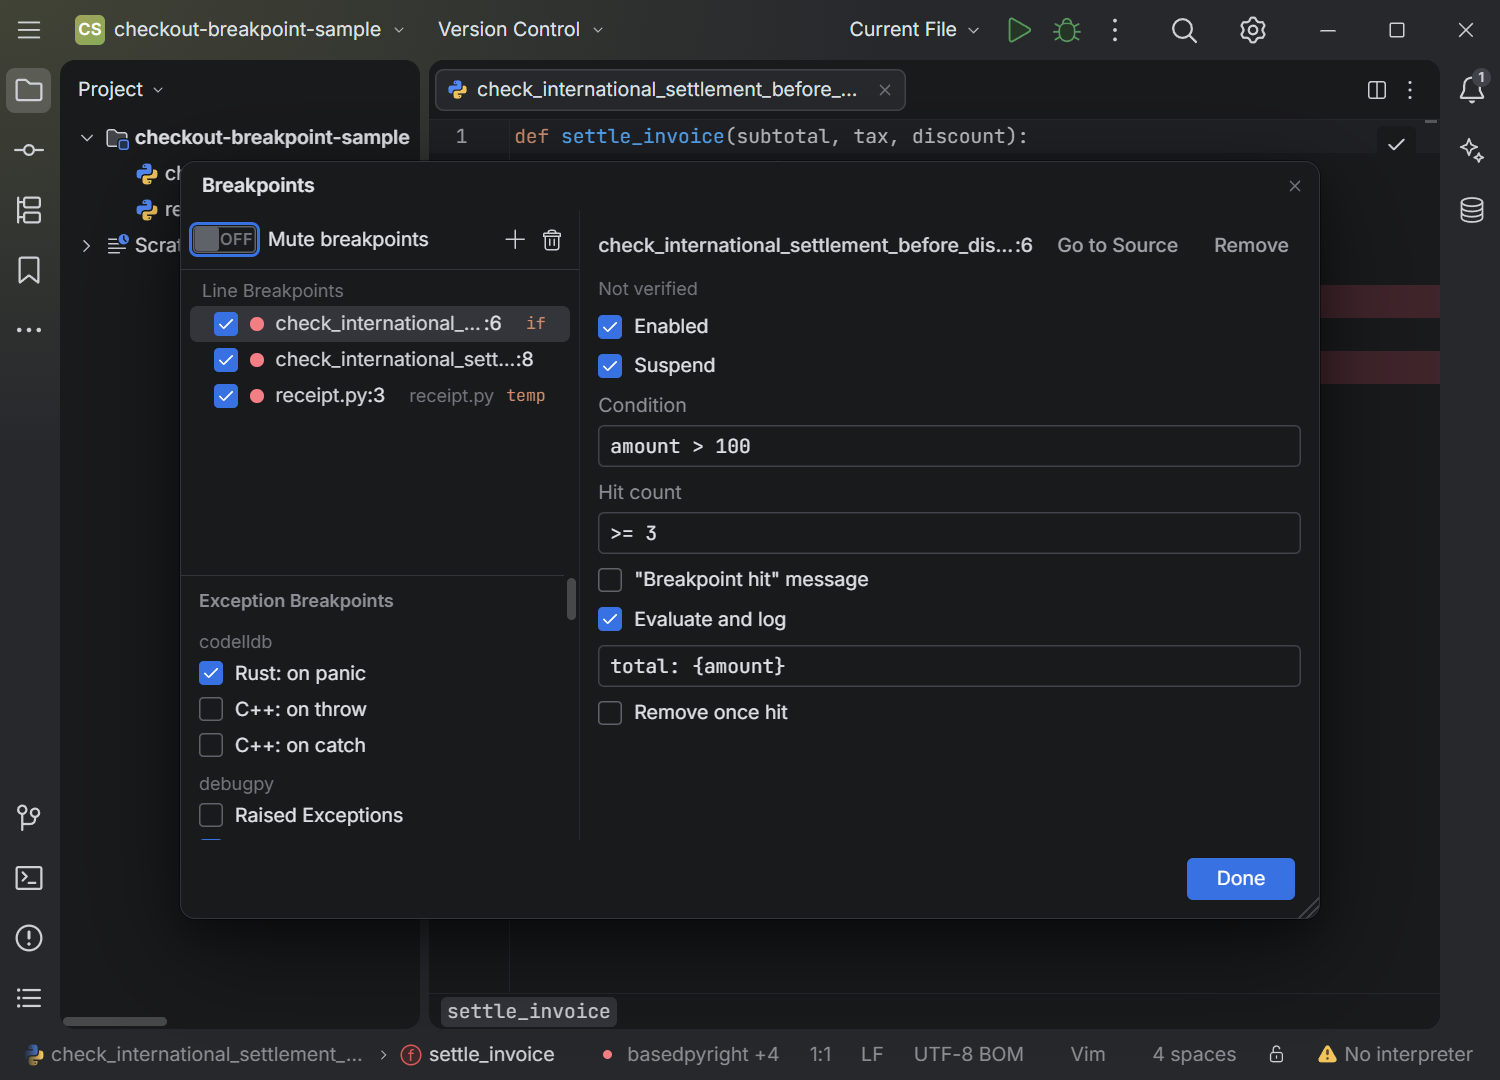 CS checkout-breakpoint-sample Version Control Current File
Project
check_international_settlement_before_...
1
checkout-breakpoint-sample
1 def settle_invoice(subtotal, tax, discount):
ch
re
Scrat
Breakpoints
OFF Mute breakpoints
Line Breakpoints
check_international_...:6 if
check_international_sett...:8
receipt.py:3 receipt.py temp
Exception Breakpoints
codelldb
Rust: on panic
C++: on throw
C++: on catch
debugpy
Raised Exceptions
check_international_settlement_before_dis...:6 Go to Source Remove
Not verified
Enabled
Suspend
Condition
amount > 100
Hit count
>= 3
"Breakpoint hit" message
Evaluate and log
total: {amount}
Remove once hit
Done
settle_invoice
check_international_settlement_... › f settle_invoice basedpyright +4 1:1 LF UTF-8 BOM Vim 4 spaces No interpreter